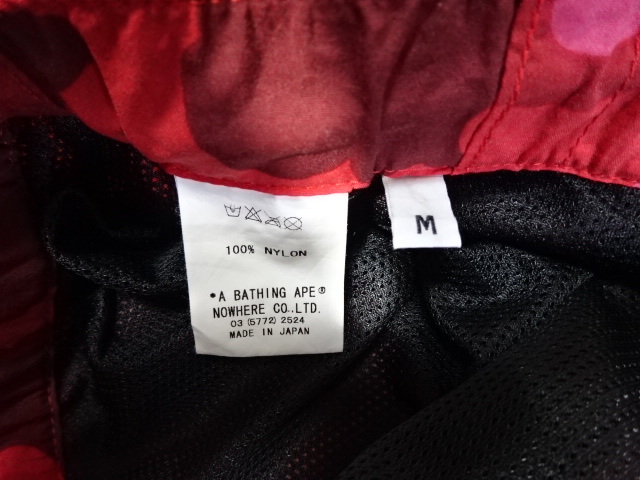 100% NYLON
*A BATHING APE®
NOWHERE CO.,LTD.
03 (5772) 2524
MADE IN JAPAN
M